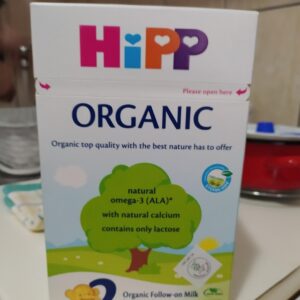 HiPP
Please open here
ORGANIC
Organic top quality with the best nature has to offer
natural
omega-3 (ALA)*
with natural calcium
contains only lactose
2
Organic Follow-on Milk